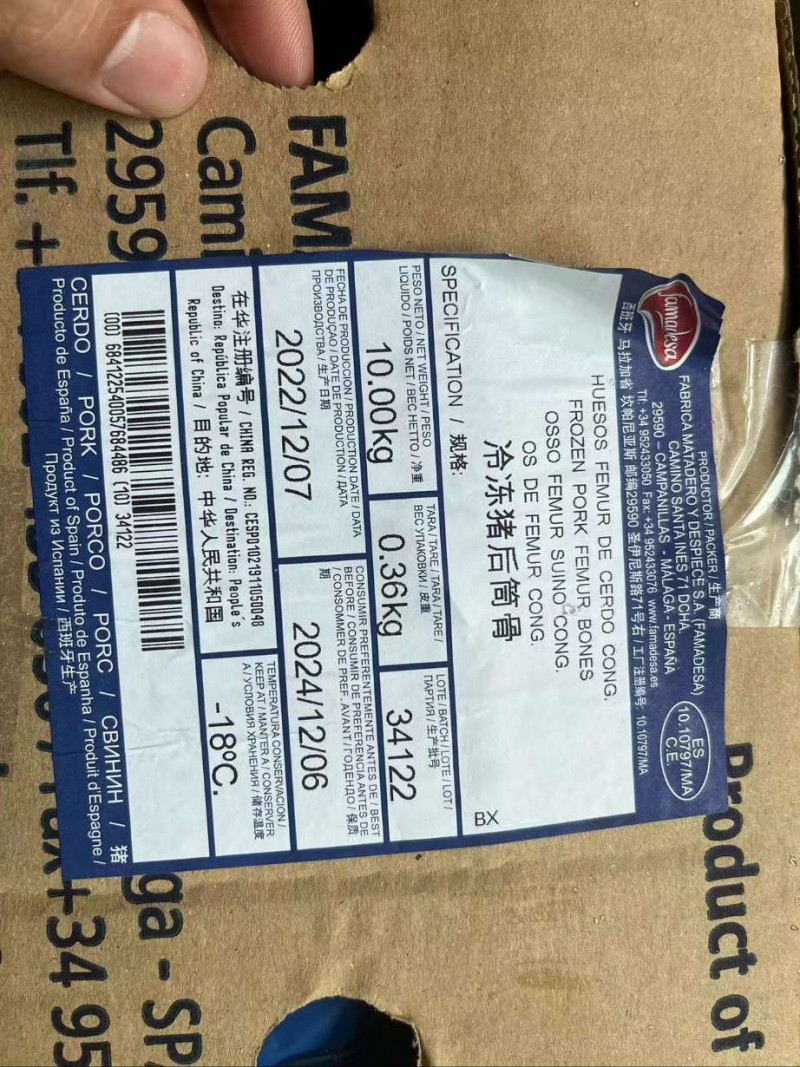 famadesa
PRODUCTOR / PACKER / 生产商
FABRICA MATADERO Y DESPIECE S.A. (FAMADESA)
CAMINO SANTA INES 71 DCHA.
29590 – CAMPANILLAS - MÁLAGA - ESPAÑA
Tlf: +34 952433050 Fax: +34 952433076 www.famadesa.es
西班牙 马拉加省 坎帕尼亚斯 邮编29590 圣伊尼斯路71号右 / 工厂注册编号: 10.10797/MA
ES
10.10797/MA
C.E.
HUESOS FEMUR DE CERDO CONG.
FROZEN PORK FEMUR BONES
OSSO FEMUR SUINO CONG.
OS DE FEMUR CONG.
冷冻猪后筒骨
BX
SPECIFICATION / 规格:
PESO NETO / NET WEIGHT / PESO
LIQUIDO / POIDS NET / ВЕС НЕТТО / 净重
10.00kg
TARA / TARE / TARA / TARE /
ВЕС УПАКОВКИ / 皮重
0.36kg
LOTE / BATCH / LOTE / LOT /
ПАРТИЯ / 生产批号
34122
FECHA DE PRODUCCION / PRODUCTION DATE / DATA
DE PRODUÇAO / DATE DE PRODUCTION / ДАТА
ПРОИЗВОДСТВА / 生产日期
2022/12/07
CONSUMIR PREFERENTEMENTE ANTES DE / BEST
BEFORE / CONSUMIR DE PREFERENCIA ANTES DE
/ CONSOMMER DE PREF. AVANT / ГОДЕНДО / 保质
期
2024/12/06
在华注册编号 / CHINA REG. NO.: CESP01021911050048
Destino: República Popular de China / Destination: People's
Republic of China / 目的地: 中华人民共和国
TEMPERATURA CONSERVACION /
KEEP AT / MANTER A / CONSERVER
A / УСЛОВИЯ ХРАНЕНИЯ / 储存温度
-18ºC.
(00) 684122540057684486 (10) 34122
CERDO / PORK / PORCO / PORC / СВИНИН / 猪
Producto de España / Product of Spain / Produto de Espanha / Produit d'Espagne /
Продукт из Испании / 西班牙生产
Product of
FAM
Cami
2959
ga - SP
Tlf. +
+34 95